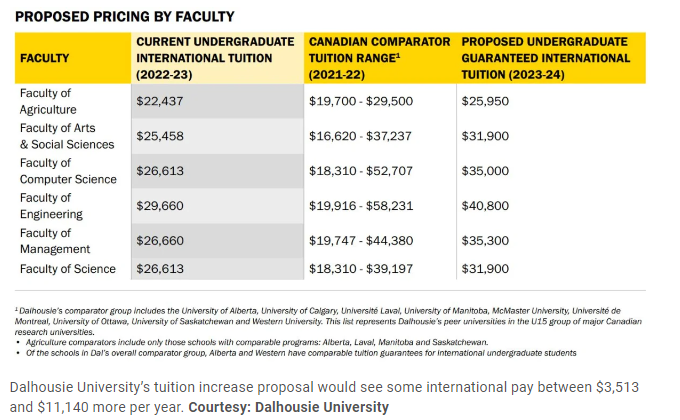 PROPOSED PRICING BY FACULTY
FACULTY
CURRENT UNDERGRADUATE
INTERNATIONAL TUITION
(2022-23)
CANADIAN COMPARATOR
TUITION RANGE¹
(2021-22)
PROPOSED UNDERGRADUATE
GUARANTEED INTERNATIONAL
TUITION (2023-24)
Faculty of
Agriculture
$22,437
$19,700 - $29,500
$25,950
Faculty of Arts
& Social Sciences
$25,458
$16,620 - $37,237
$31,900
Faculty of
Computer Science
$26,613
$18,310 - $52,707
$35,000
Faculty of
Engineering
$29,660
$19,916 - $58,231
$40,800
Faculty of
Management
$26,660
$19,747 - $44,380
$35,300
Faculty of Science
$26,613
$18,310 - $39,197
$31,900
¹Dalhousie's comparator group includes the University of Alberta, University of Calgary, Université Laval, University of Manitoba, McMaster University, Université de
Montreal, University of Ottawa, University of Saskatchewan and Western University. This list represents Dalhousie's peer universities in the U15 group of major Canadian
research universities.
• Agriculture comparators include only those schools with comparable programs: Alberta, Laval, Manitoba and Saskatchewan.
• Of the schools in Dal's overall comparator group, Alberta and Western have comparable tuition guarantees for international undergraduate students
Dalhousie University's tuition increase proposal would see some international pay between $3,513
and $11,140 more per year. Courtesy: Dalhousie University